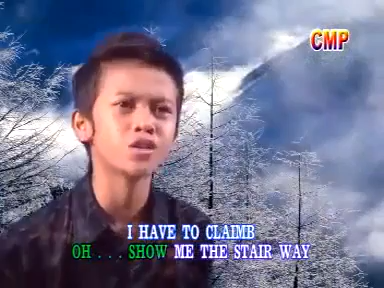 CMP
I HAVE TO CLAIMB
OH . . . SHOW ME THE STAIR WAY